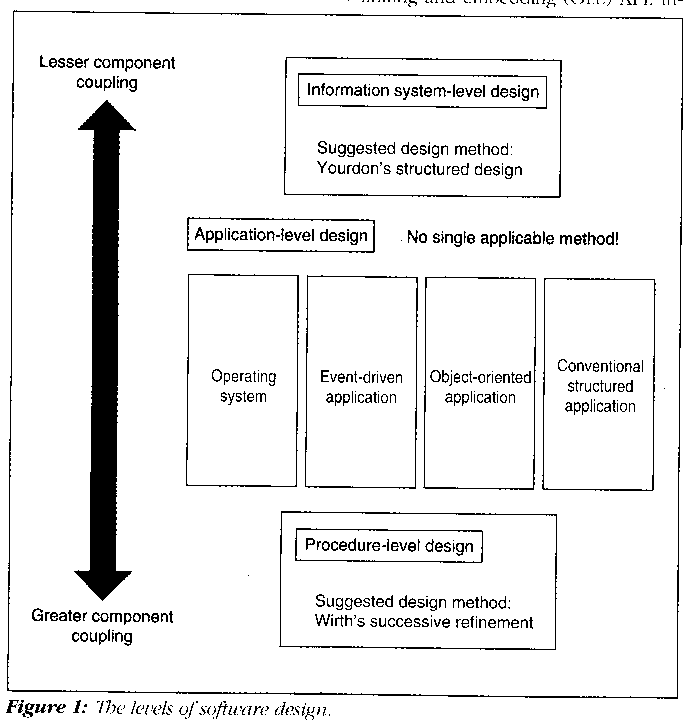 linking and embedding (OLE) API. in-
Lesser component
coupling
Information system-level design
Suggested design method:
Yourdon's structured design
Application-level design
No single applicable method!
Operating
system
Event-driven
application
Object-oriented
application
Conventional
structured
application
Procedure-level design
Suggested design method:
Wirth's successive refinement
Greater component
coupling
Figure 1: The levels of software design.